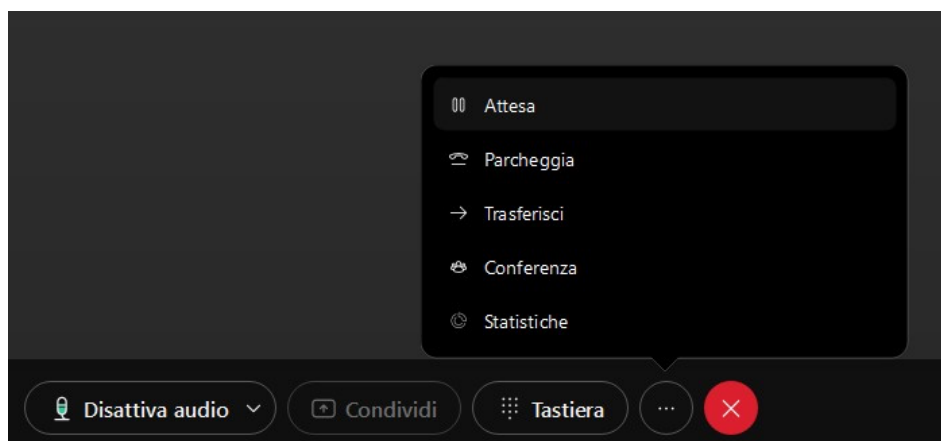 Attesa
Parcheggia
Trasferisci
Conferenza
Statistiche
Disattiva audio Condividi Tastiera